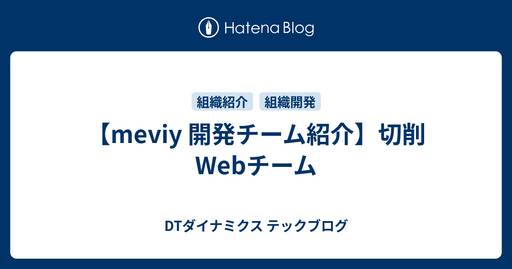 Hatena Blog
組織紹介 組織開発
【meviy 開発チーム紹介】切削
Webチーム
DTダイナミクス テックブログ